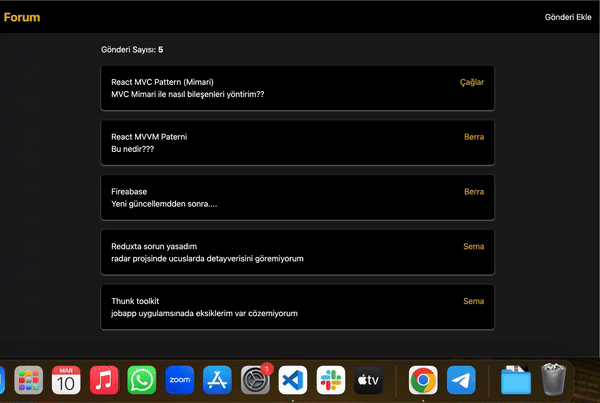 Forum
Gönderi Ekle
Gönderi Sayısı: 5
React MVC Pattern (Mimari)
Çağlar
MVC Mimari ile nasıl bileşenleri yöntirim??
React MVVM Paterni
Berra
Bu nedir???
Fireabase
Berra
Yeni güncellemdden sonra....
Reduxta sorun yasadım
Sema
radar projsinde ucuslarda detayverisini göremiyorum
Thunk toolkit
Sema
jobapp uygulamsınada eksiklerim var cözemiyorum
MAR
10
zoom
1
tv